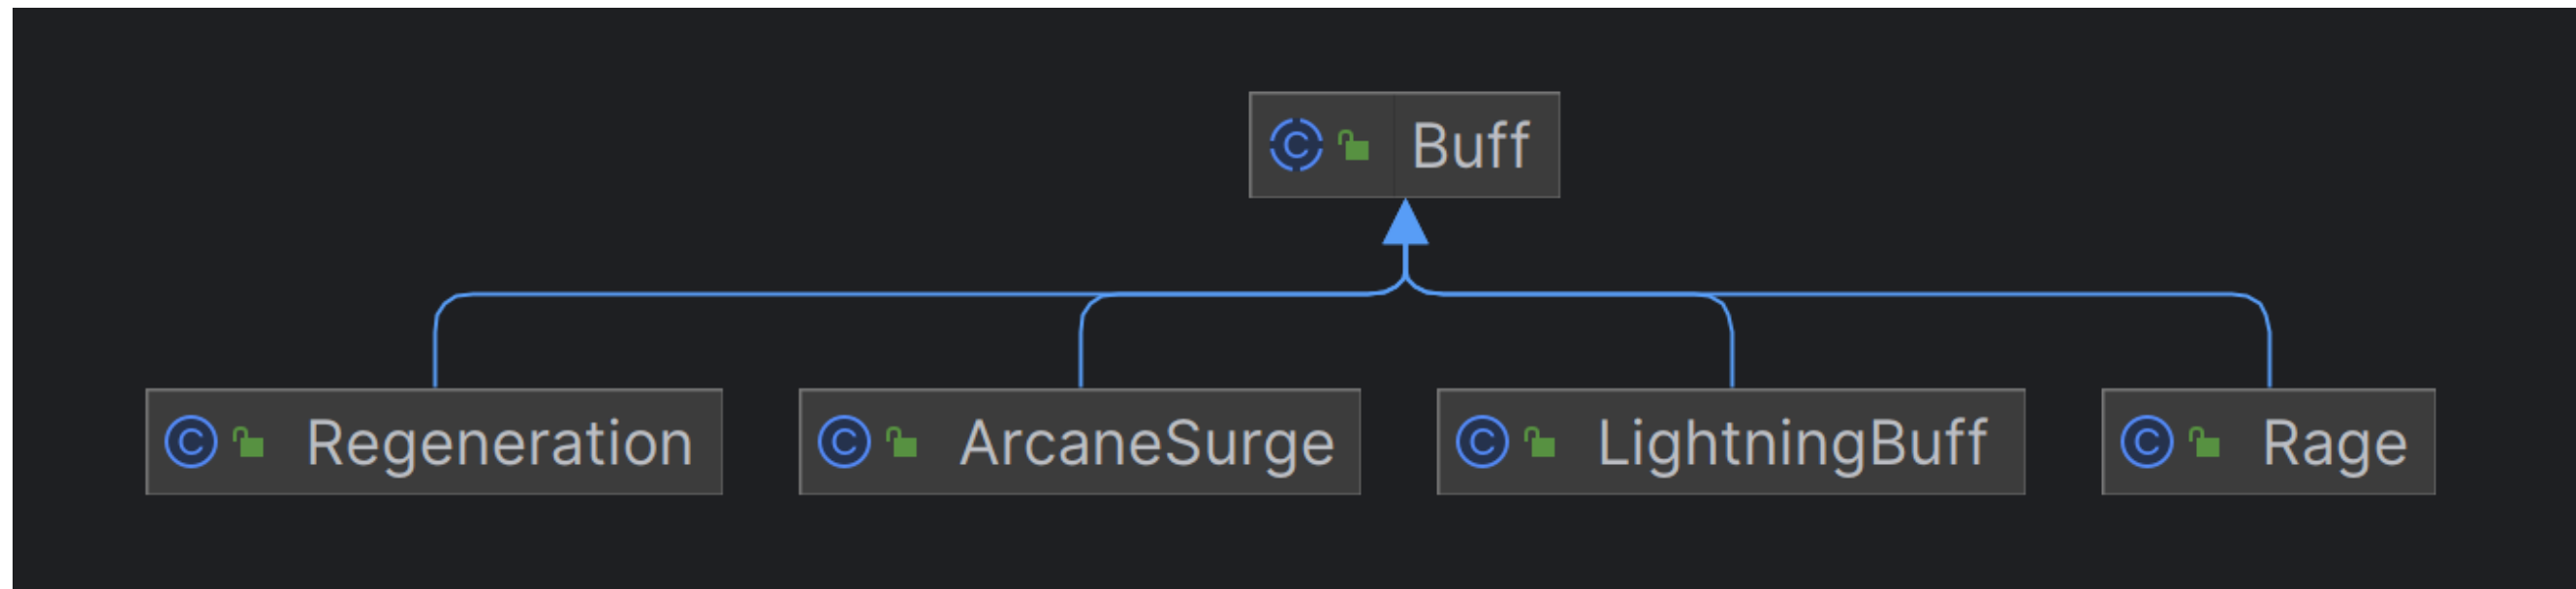 Buff
Regeneration
ArcaneSurge
LightningBuff
Rage